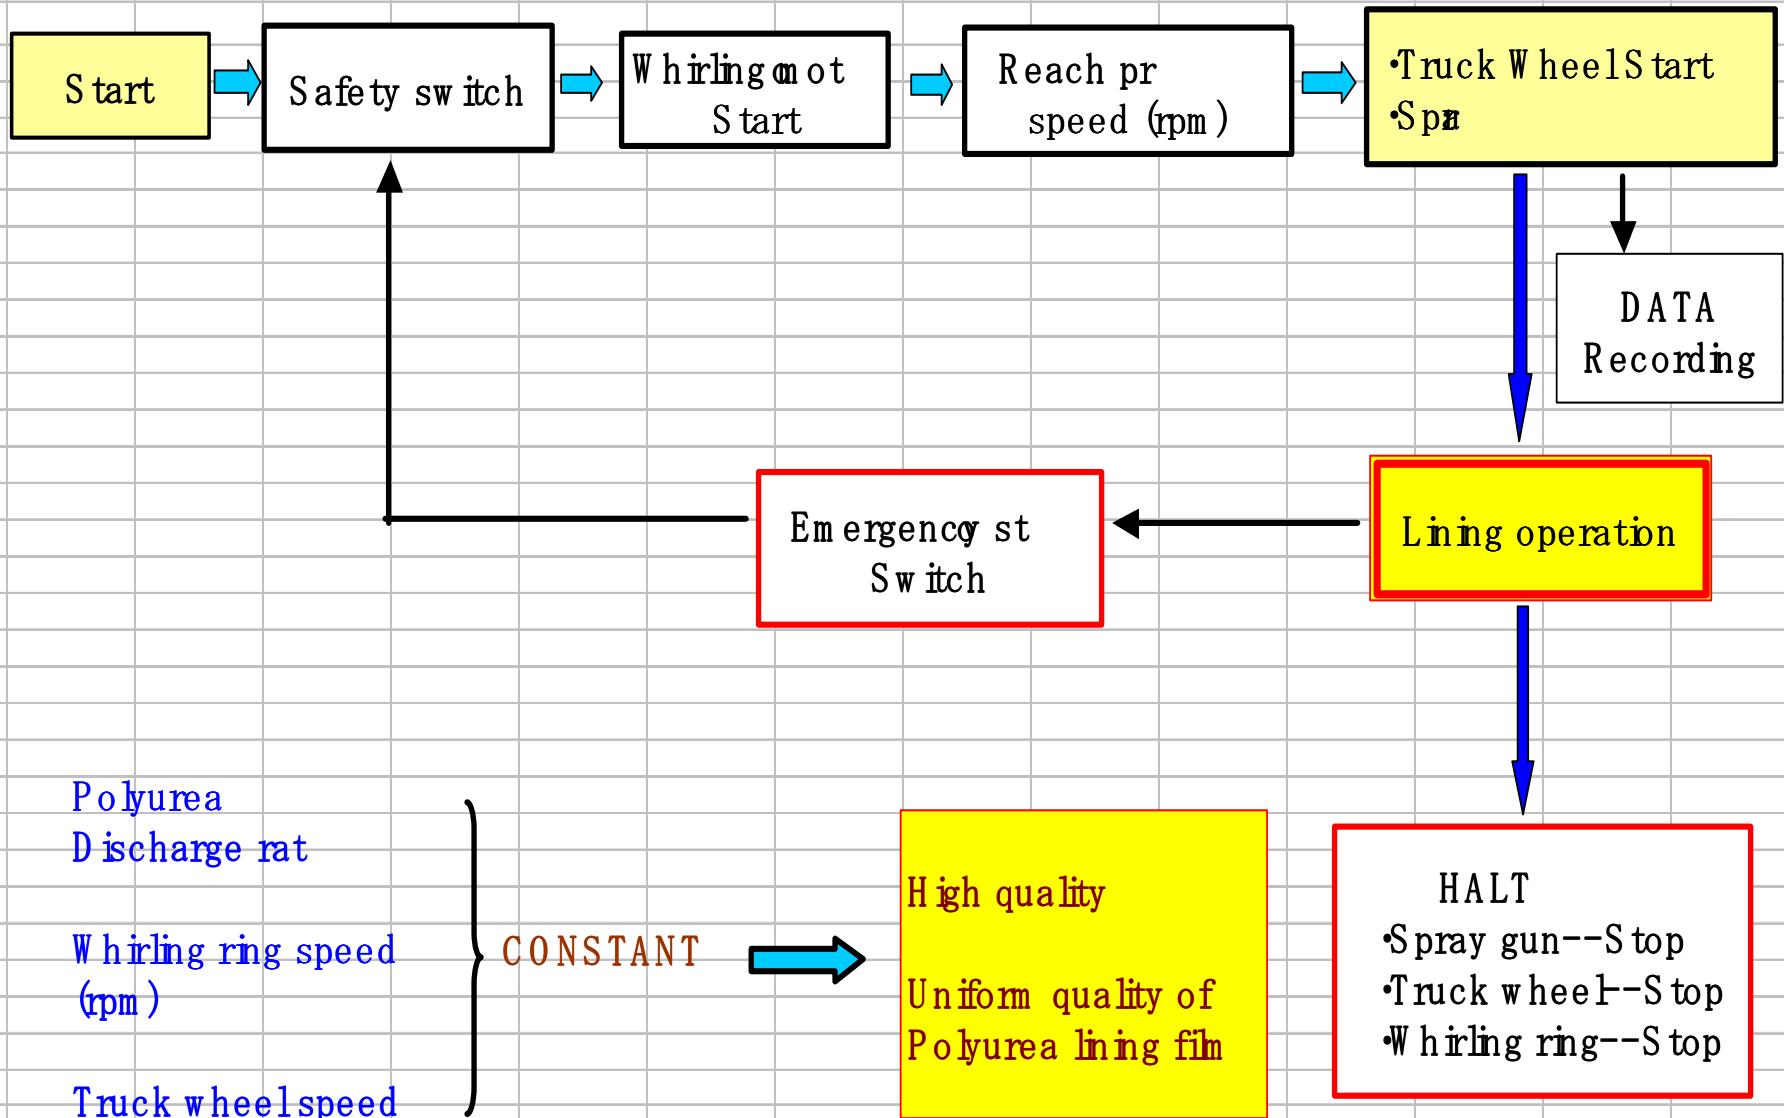 Start
Safety switch
Whirling mot
Start
Reach pr
speed (rpm)
•Truck Wheel Start
•Spra
DATA
Recording
Emergency st
Switch
Lining operation
Polyurea
Discharge rat
Whirling ring speed
(rpm)
Truck wheel speed
CONSTANT
High quality
Uniform quality of
Polyurea lining film
HALT
•Spray gun--Stop
•Truck wheel--Stop
•Whirling ring--Stop